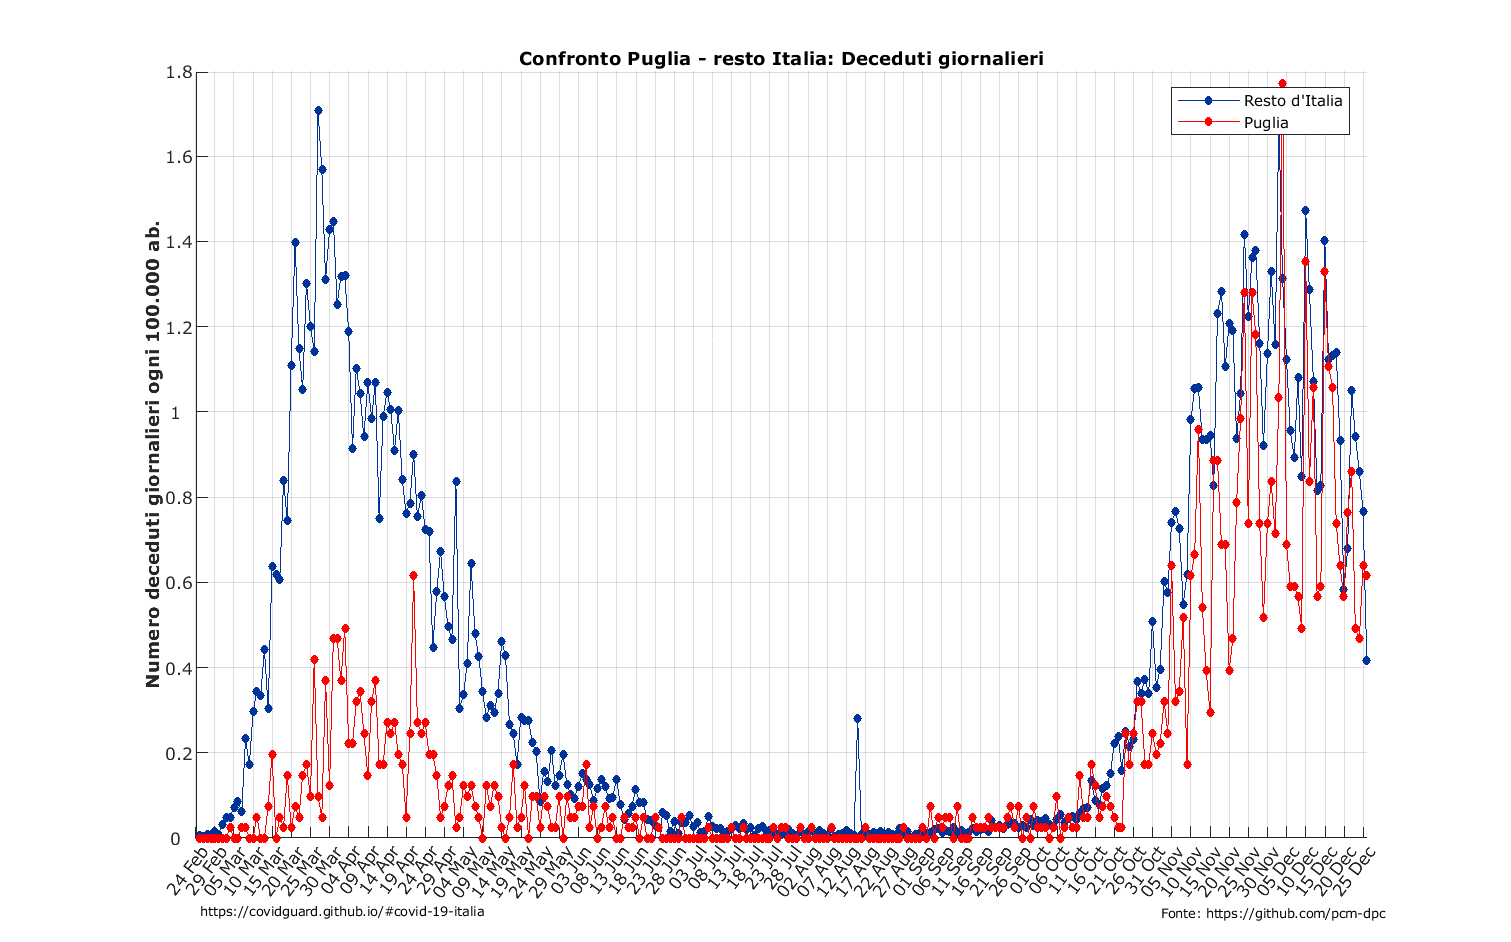 Confronto Puglia - resto Italia: Deceduti giornalieri
Numero deceduti giornalieri ogni 100.000 ab.
1.8
1.6
1.4
1.2
1
0.8
0.6
0.4
0.2
0
Resto d'Italia
Puglia
24 Feb
29 Feb
05 Mar
10 Mar
15 Mar
20 Mar
25 Mar
30 Mar
04 Apr
09 Apr
14 Apr
19 Apr
24 Apr
29 Apr
04 May
09 May
14 May
19 May
24 May
29 May
03 Jun
08 Jun
13 Jun
18 Jun
23 Jun
28 Jun
03 Jul
08 Jul
13 Jul
18 Jul
23 Jul
28 Jul
02 Aug
07 Aug
12 Aug
17 Aug
22 Aug
27 Aug
01 Sep
06 Sep
11 Sep
16 Sep
21 Sep
26 Sep
01 Oct
06 Oct
11 Oct
16 Oct
21 Oct
26 Oct
31 Oct
05 Nov
10 Nov
15 Nov
20 Nov
25 Nov
30 Nov
05 Dec
10 Dec
15 Dec
20 Dec
25 Dec
https://covidguard.github.io/#covid-19-italia
Fonte: https://github.com/pcm-dpc